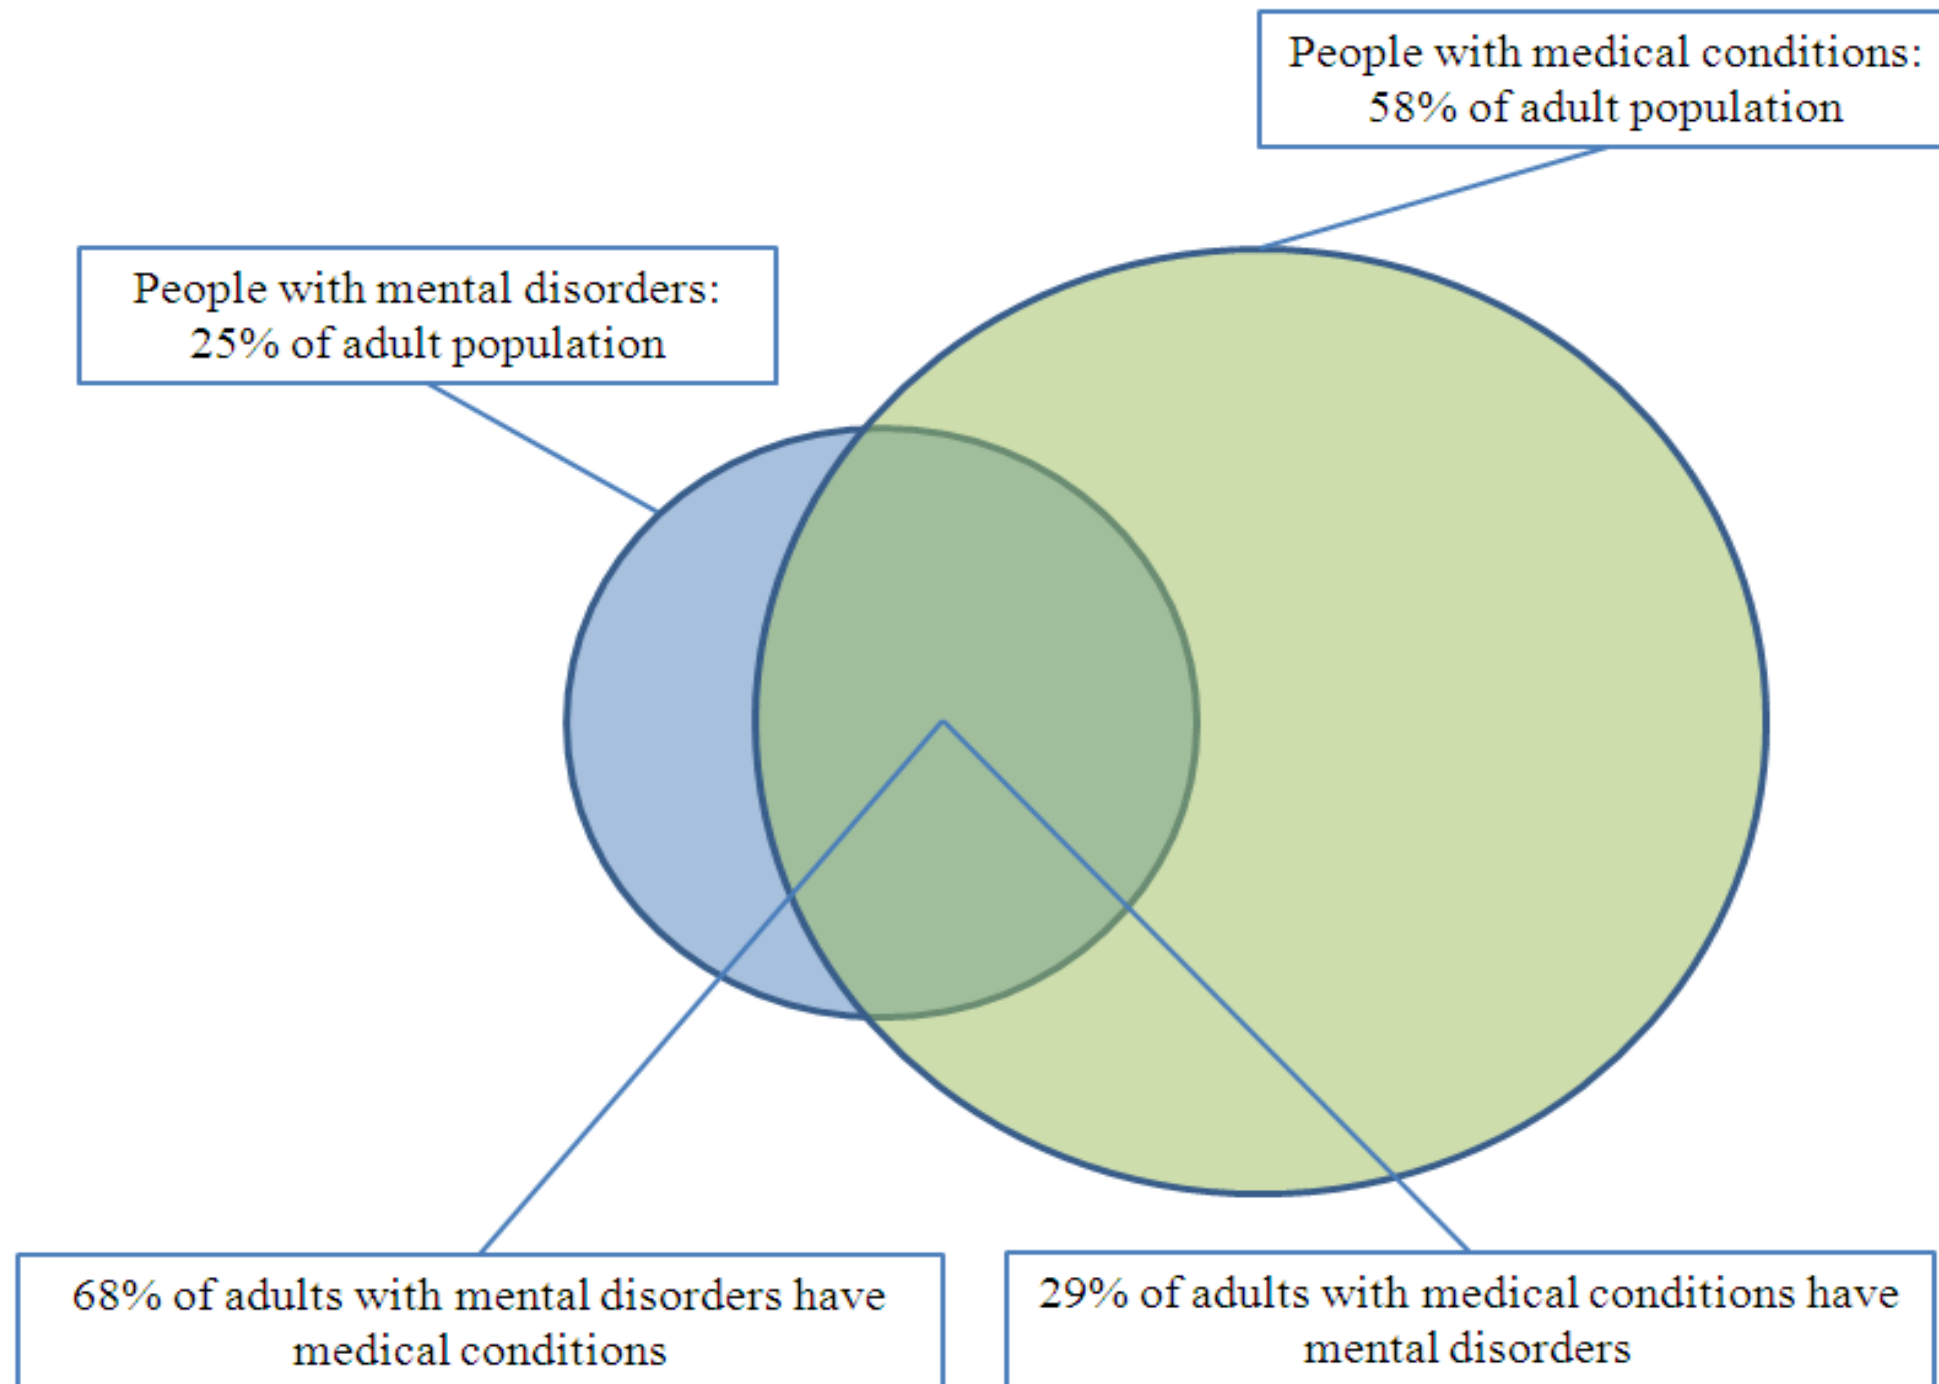 People with medical conditions:
58% of adult population
People with mental disorders:
25% of adult population
68% of adults with mental disorders have
medical conditions
29% of adults with medical conditions have
mental disorders